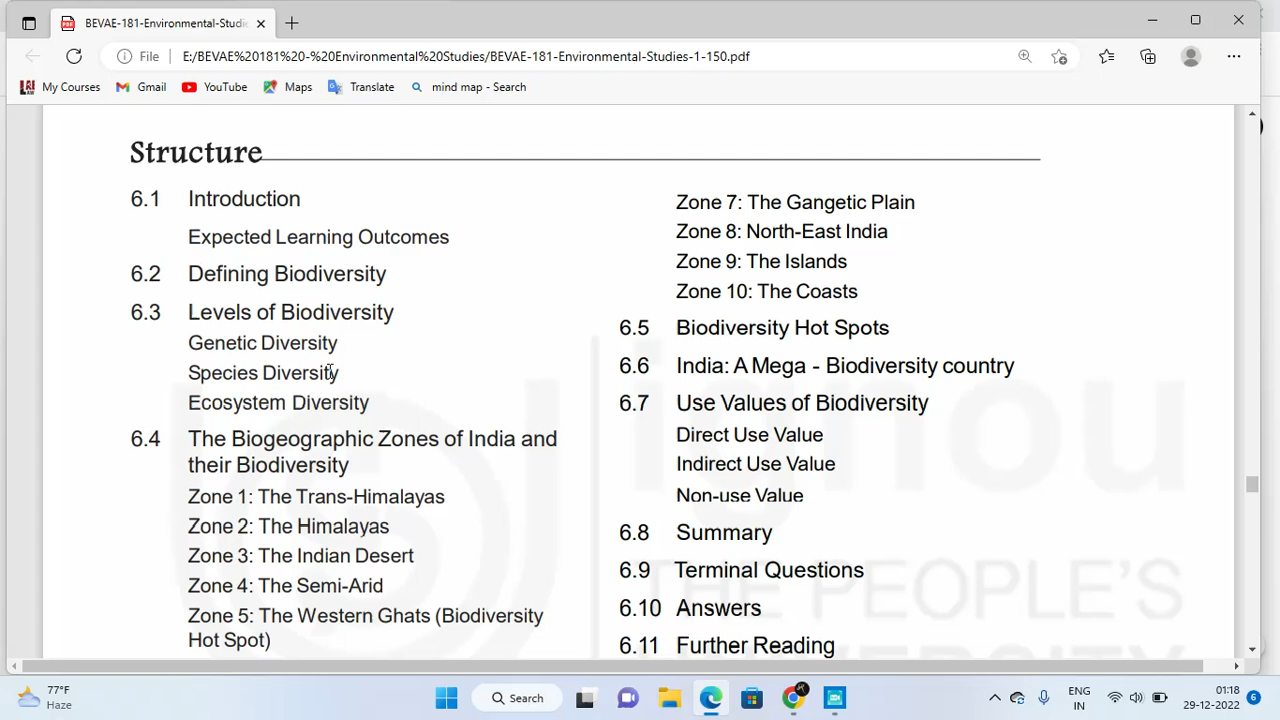 BEVAE-181-Environmental-Studi
File
E:/BEVAE%20181%20-%20Environmental%20Studies/BEVAE-181-Environmental-Studies-1-150.pdf
My Courses
Gmail
YouTube
Maps
Translate
mind map - Search
Structure
6.1 Introduction
Expected Learning Outcomes
6.2 Defining Biodiversity
6.3 Levels of Biodiversity
Genetic Diversity
Species Diversity
Ecosystem Diversity
6.4 The Biogeographic Zones of India and
their Biodiversity
Zone 1: The Trans-Himalayas
Zone 2: The Himalayas
Zone 3: The Indian Desert
Zone 4: The Semi-Arid
Zone 5: The Western Ghats (Biodiversity
Hot Spot)
Zone 7: The Gangetic Plain
Zone 8: North-East India
Zone 9: The Islands
Zone 10: The Coasts
6.5 Biodiversity Hot Spots
6.6 India: A Mega - Biodiversity country
6.7 Use Values of Biodiversity
Direct Use Value
Indirect Use Value
Non-use Value
6.8 Summary
6.9 Terminal Questions
6.10 Answers
6.11 Further Reading
ignou
THE PEOPLE'S
77°F
Haze
Search
ENG
IN
01:18
29-12-2022
6